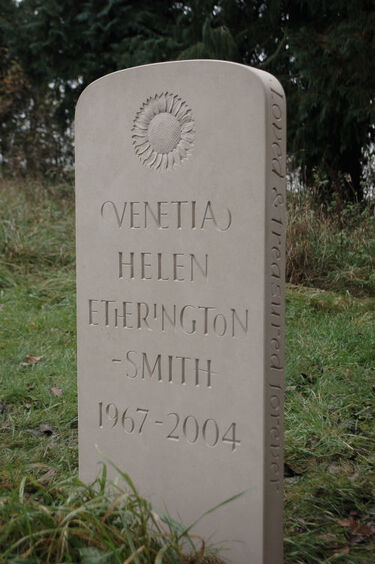 VENETIA
HELEN
ETHERINGTON
-SMITH
1967-2004
Loved & treasured forever